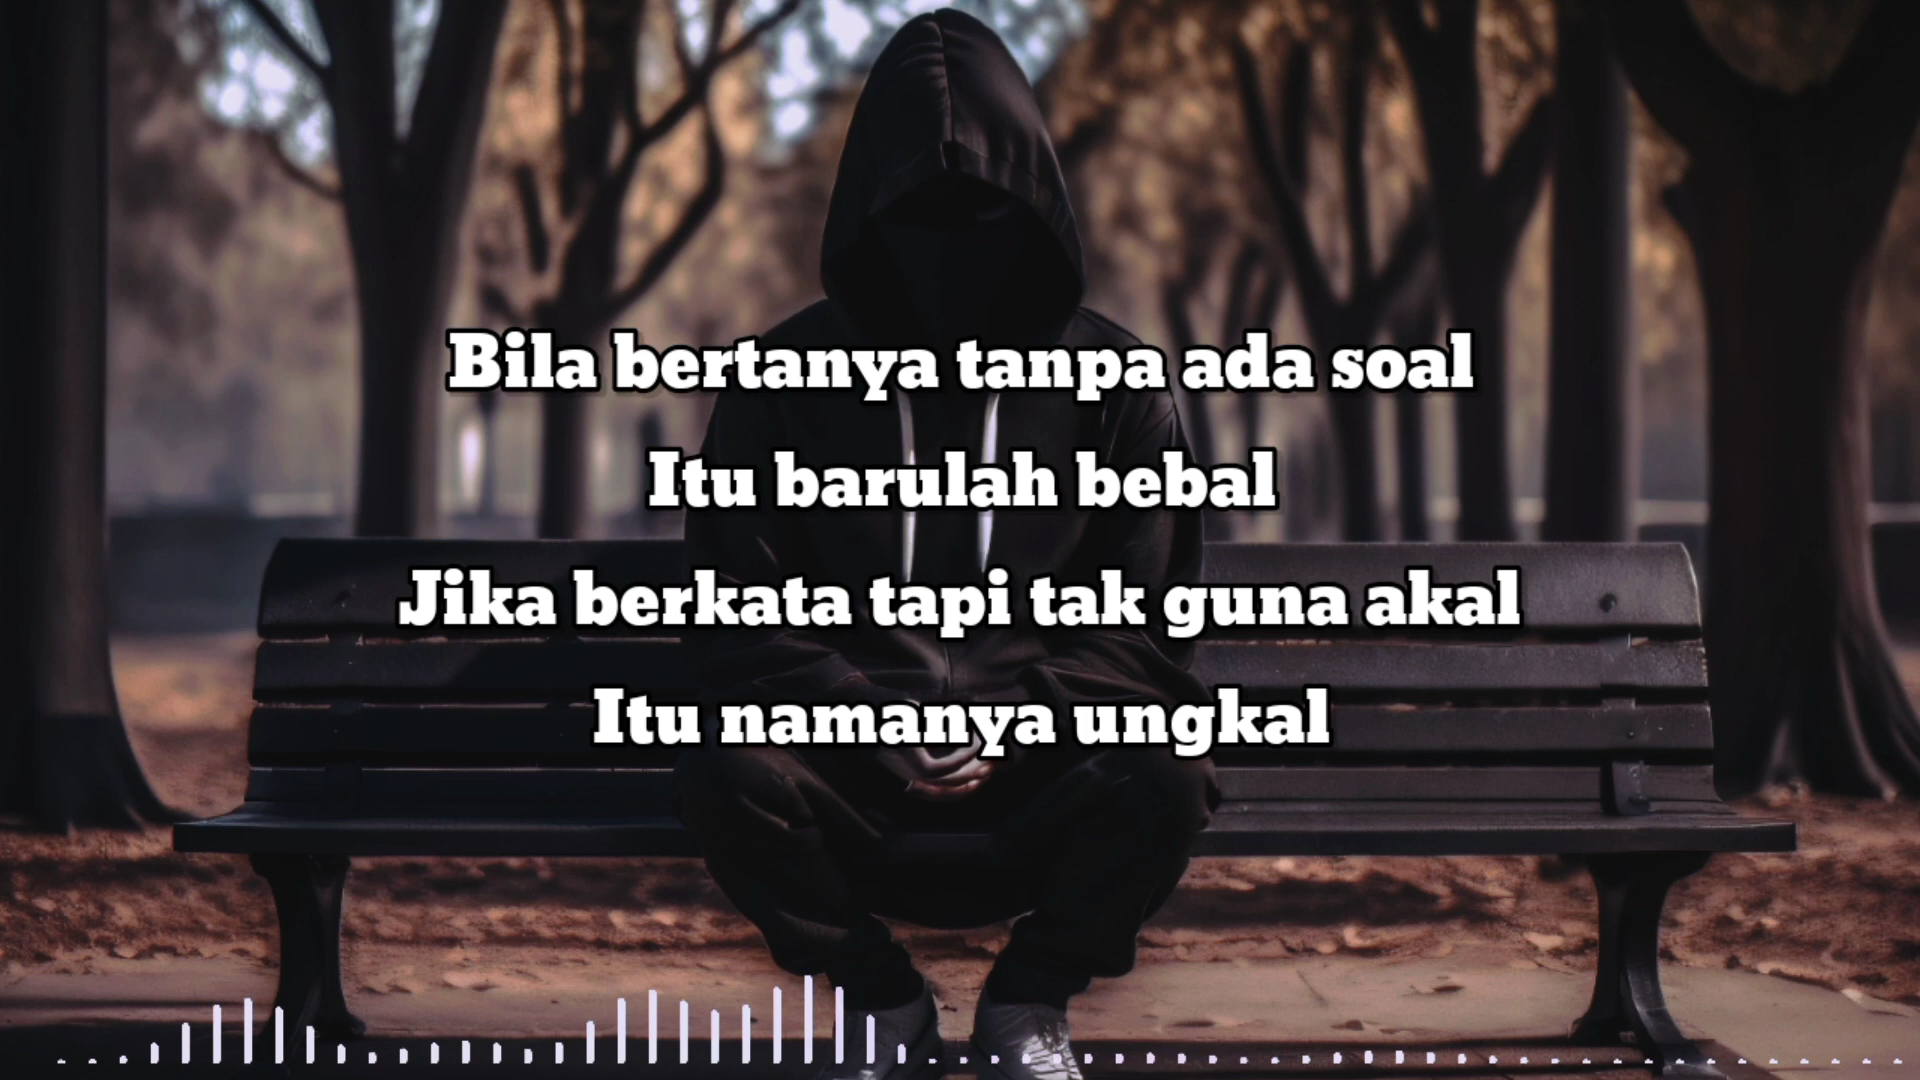 Bila bertanya tanpa ada soal
Itu barulah bebal
Jika berkata tapi tak guna akal
Itu namanya ungkal